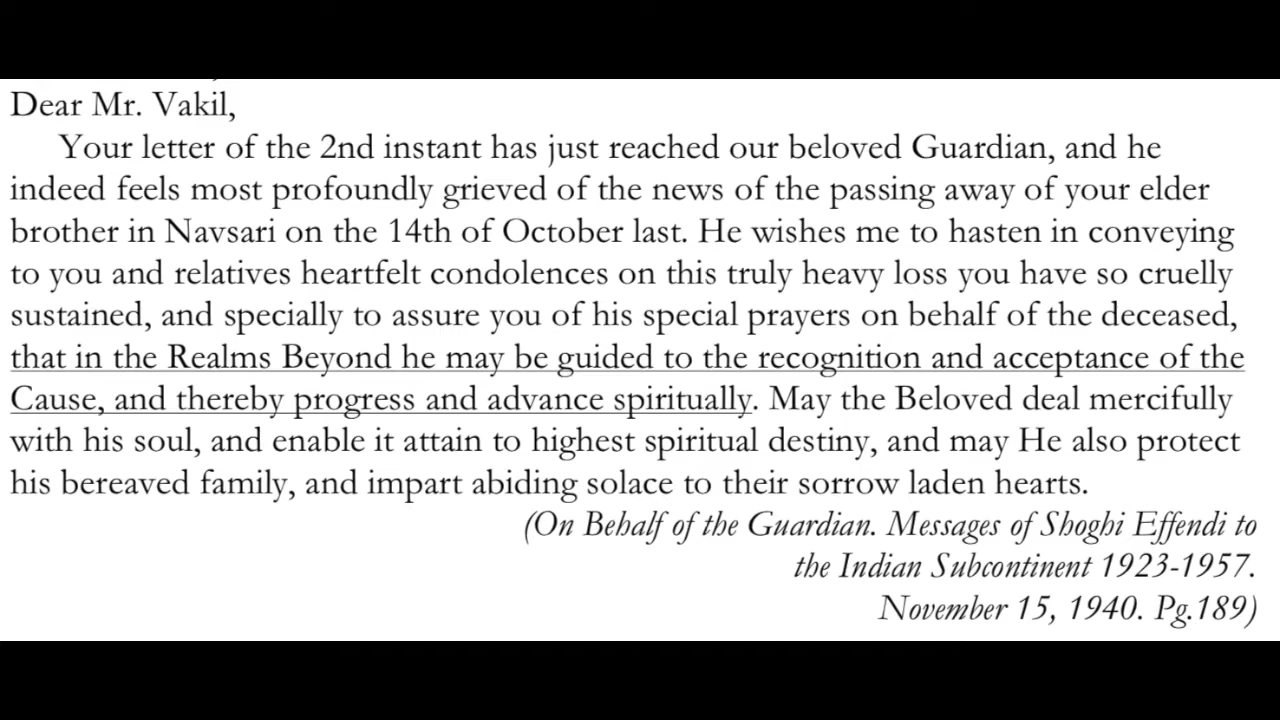 Dear Mr. Vakil,
Your letter of the 2nd instant has just reached our beloved Guardian, and he
indeed feels most profoundly grieved of the news of the passing away of your elder
brother in Navsari on the 14th of October last. He wishes me to hasten in conveying
to you and relatives heartfelt condolences on this truly heavy loss you have so cruelly
sustained, and specially to assure you of his special prayers on behalf of the deceased,
that in the Realms Beyond he may be guided to the recognition and acceptance of the
Cause, and thereby progress and advance spiritually. May the Beloved deal mercifully
with his soul, and enable it attain to highest spiritual destiny, and may He also protect
his bereaved family, and impart abiding solace to their sorrow laden hearts.
(On Behalf of the Guardian. Messages of Shoghi Effendi to
the Indian Subcontinent 1923-1957.
November 15, 1940. Pg.189)